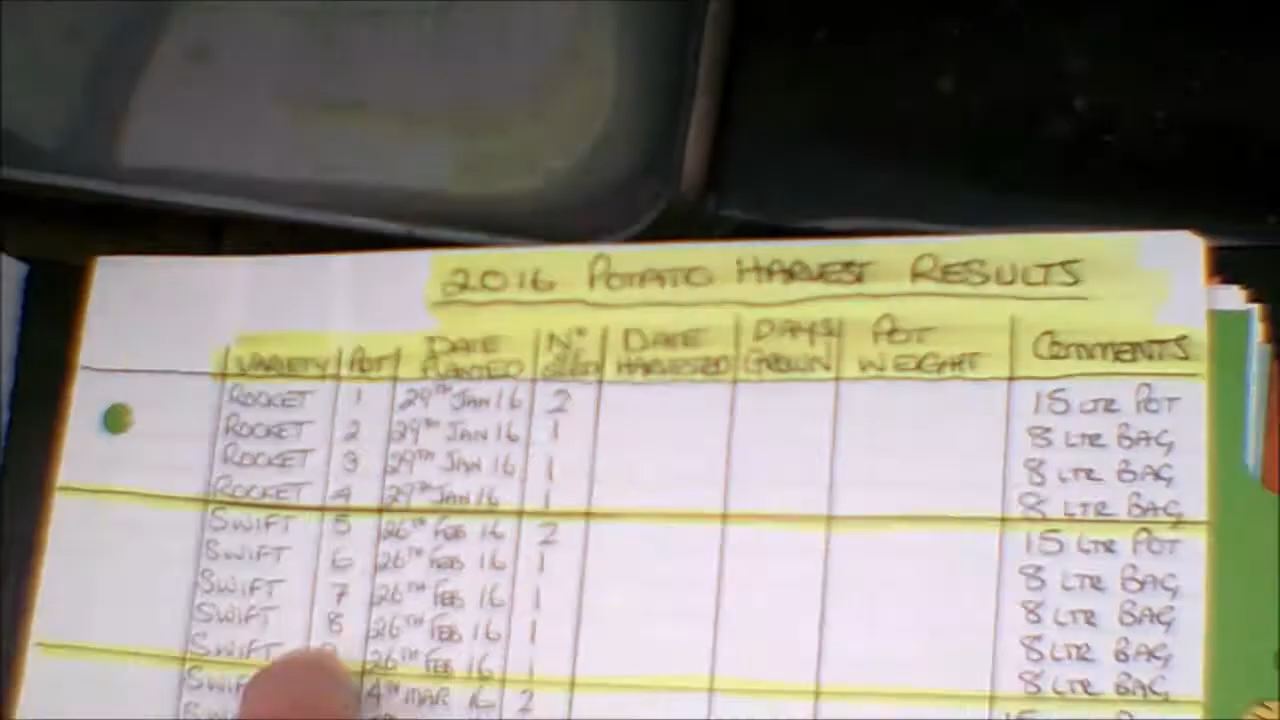 2016 POTATO HARVEST RESULTS
VARIETY POT DATE PLANTED Nº DATE HARVESTED DAYS GROWN POT WEIGHT COMMENTS
ROCKET 1 29TH JAN 16 2 15 LTR POT
ROCKET 2 29TH JAN 16 1 8 LTR BAG
ROCKET 3 29TH JAN 16 1 8 LTR BAG
ROCKET 4 29TH JAN 16 1 8 LTR BAG
SWIFT 5 26TH FEB 16 2 15 LTR POT
SWIFT 6 26TH FEB 16 1 8 LTR BAG
SWIFT 7 26TH FEB 16 1 8 LTR BAG
SWIFT 8 26TH FEB 16 1 8 LTR BAG
SWIFT 26TH FEB 16 1 8 LTR BAG
4TH MAR 16 2